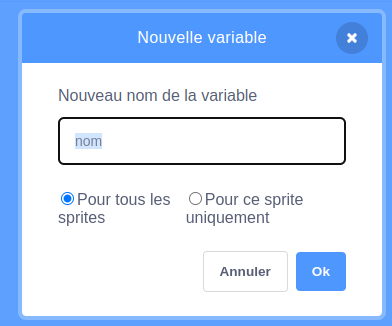 Nouvelle variable
Nouveau nom de la variable
nom
Pour tous les sprites
Pour ce sprite uniquement
Annuler
Ok